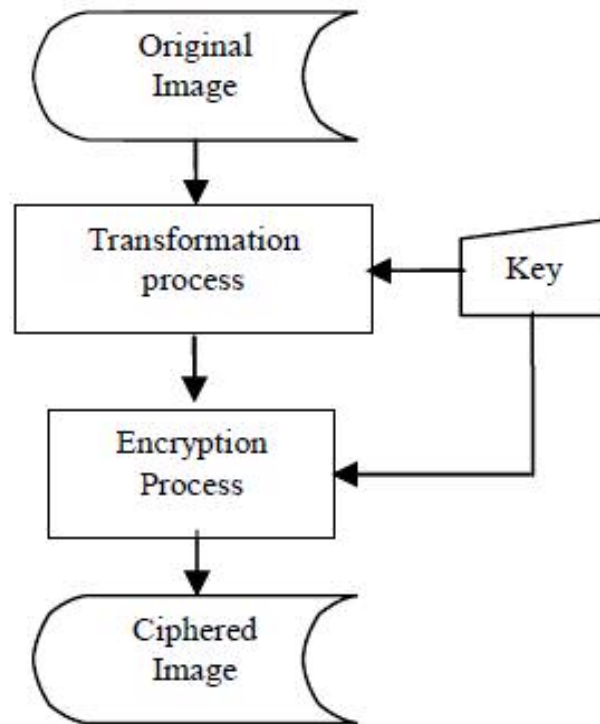 Original
Image
Transformation
process
Key
Encryption
Process
Ciphered
Image